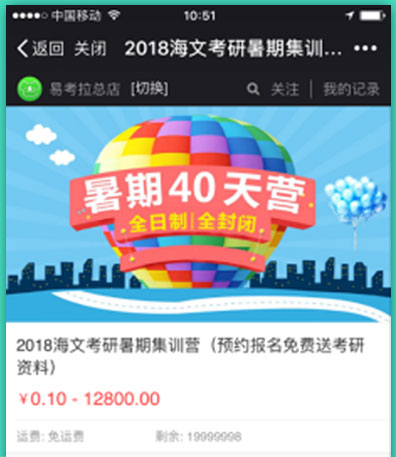 中国移动 10:51
返回 关闭 2018海文考研暑期集训...
易考拉总店 [切换] 关注 我的记录
暑期40天营
全日制|全封闭
2018海文考研暑期集训营（预约报名免费送考研
资料）
¥0.10 - 12800.00
运费: 免运费 剩余: 19999998